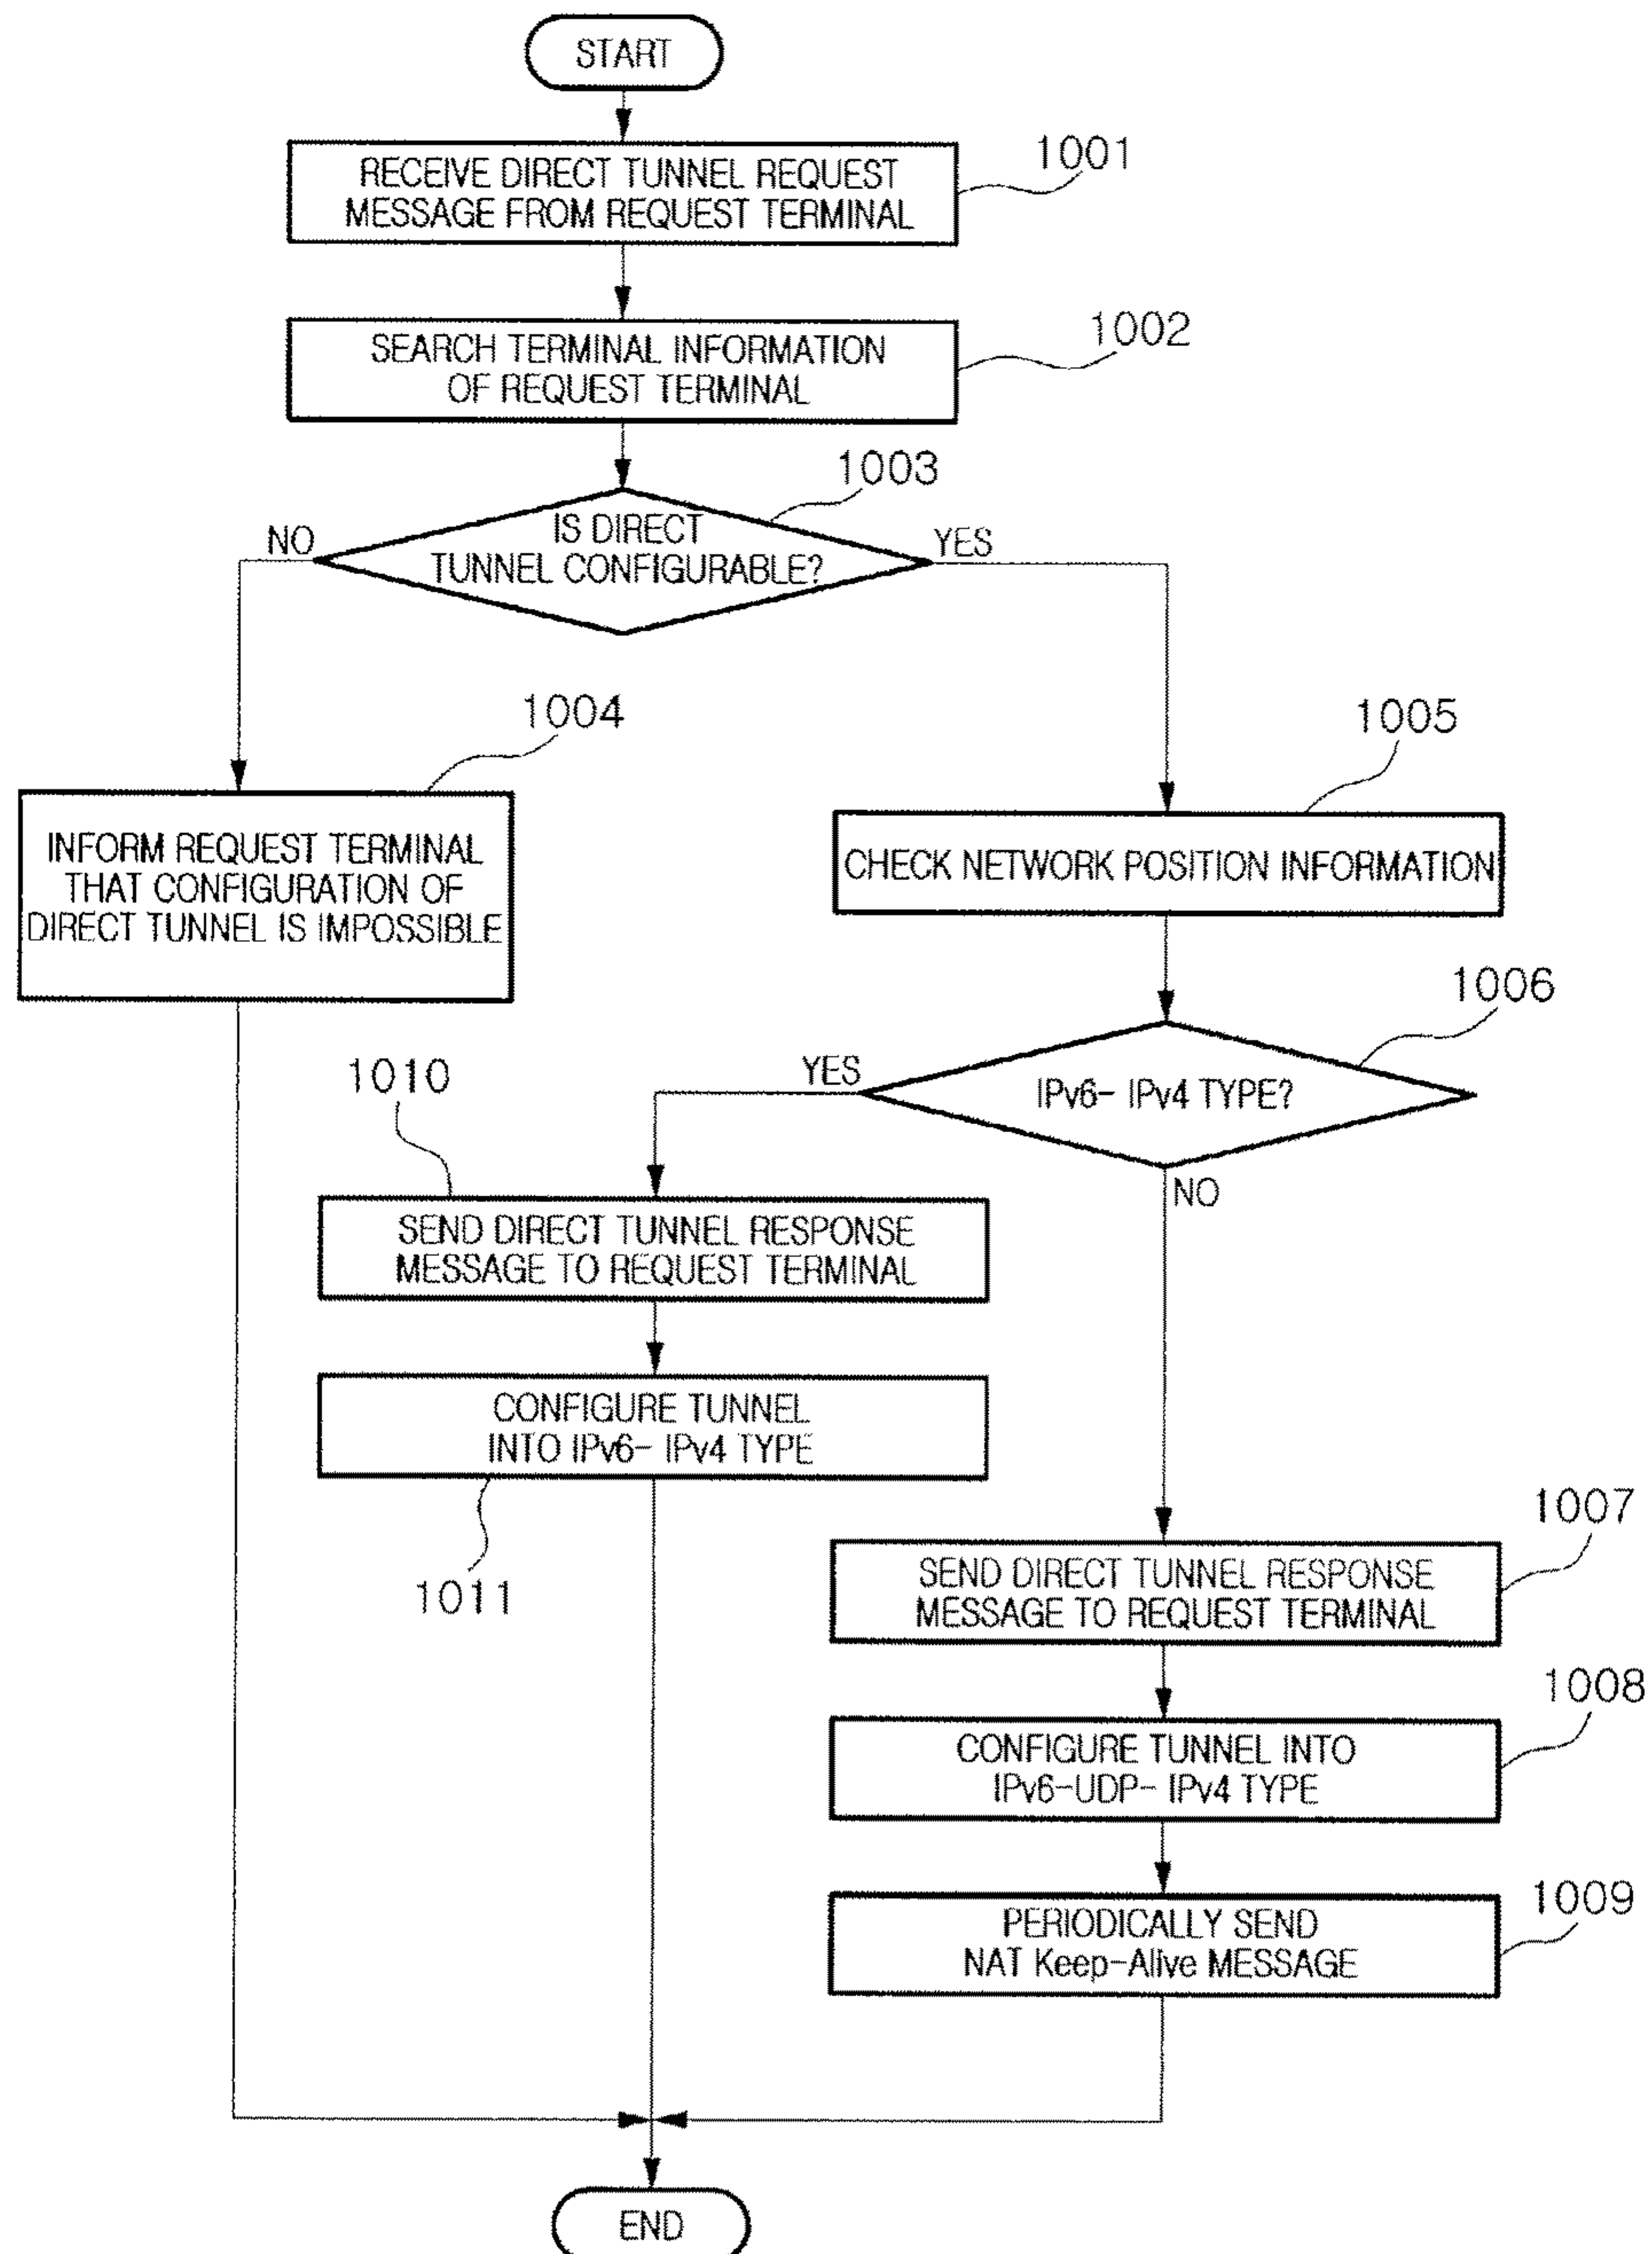 START
1001
RECEIVE DIRECT TUNNEL REQUEST
MESSAGE FROM REQUEST TERMINAL
1002
SEARCH TERMINAL INFORMATION
OF REQUEST TERMINAL
1003
IS DIRECT
TUNNEL CONFIGURABLE?
NO
YES
1004
INFORM REQUEST TERMINAL
THAT CONFIGURATION OF
DIRECT TUNNEL IS IMPOSSIBLE
1005
CHECK NETWORK POSITION INFORMATION
1006
IPv6- IPv4 TYPE?
YES
NO
1010
SEND DIRECT TUNNEL RESPONSE
MESSAGE TO REQUEST TERMINAL
CONFIGURE TUNNEL
INTO IPv6- IPv4 TYPE
1011
1007
SEND DIRECT TUNNEL RESPONSE
MESSAGE TO REQUEST TERMINAL
1008
CONFIGURE TUNNEL INTO
IPv6-UDP- IPv4 TYPE
1009
PERIODICALLY SEND
NAT Keep-Alive MESSAGE
END